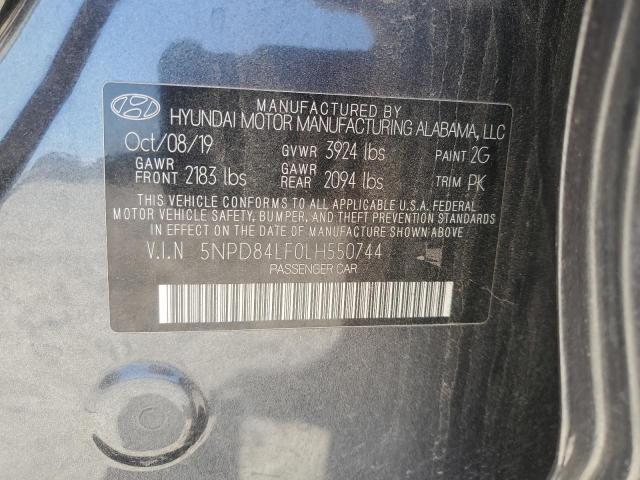 MANUFACTURED BY
HYUNDAI MOTOR MANUFACTURING ALABAMA, LLC
Oct/08/19 GVWR 3924 lbs PAINT 2G
GAWR FRONT 2183 lbs GAWR REAR 2094 lbs TRIM PK
THIS VEHICLE CONFORMS TO ALL APPLICABLE U.S.A. FEDERAL
MOTOR VEHICLE SAFETY, BUMPER, AND THEFT PREVENTION STANDARDS
IN EFFECT ON THE DATE OF MANUFACTURE SHOWN ABOVE.
V.I.N 5NPD84LF0LH550744
PASSENGER CAR